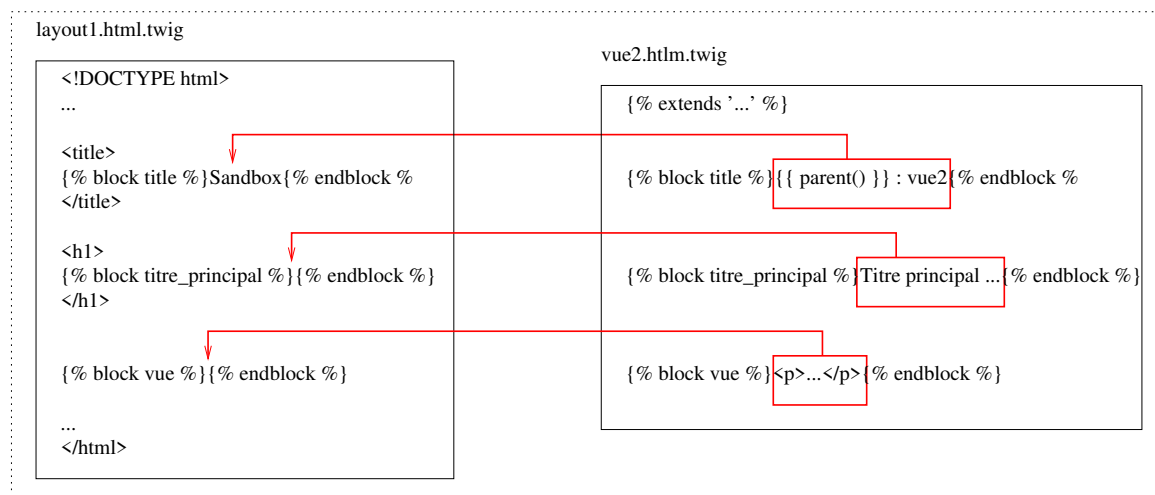 layout1.html.twig
<!DOCTYPE html>
...
<title>
{% block title %}Sandbox{% endblock %
</title>
<h1>
{% block titre_principal %}{% endblock %}
</h1>
{% block vue %}{% endblock %}
...
</html>
vue2.htlm.twig
{% extends '...' %}
{% block title %}{{ parent() }} : vue2{% endblock %
{% block titre_principal %}Titre principal ...{% endblock %}
{% block vue %}<p>...</p>{% endblock %}